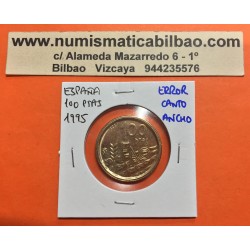 www.numismaticabilbao.com
c/ Alameda Mazarredo 6 - 1º
Bilbao Vizcaya 944235576
ESPAÑA ERROR
100 PTAS CANTO
1995 ANCHO
100